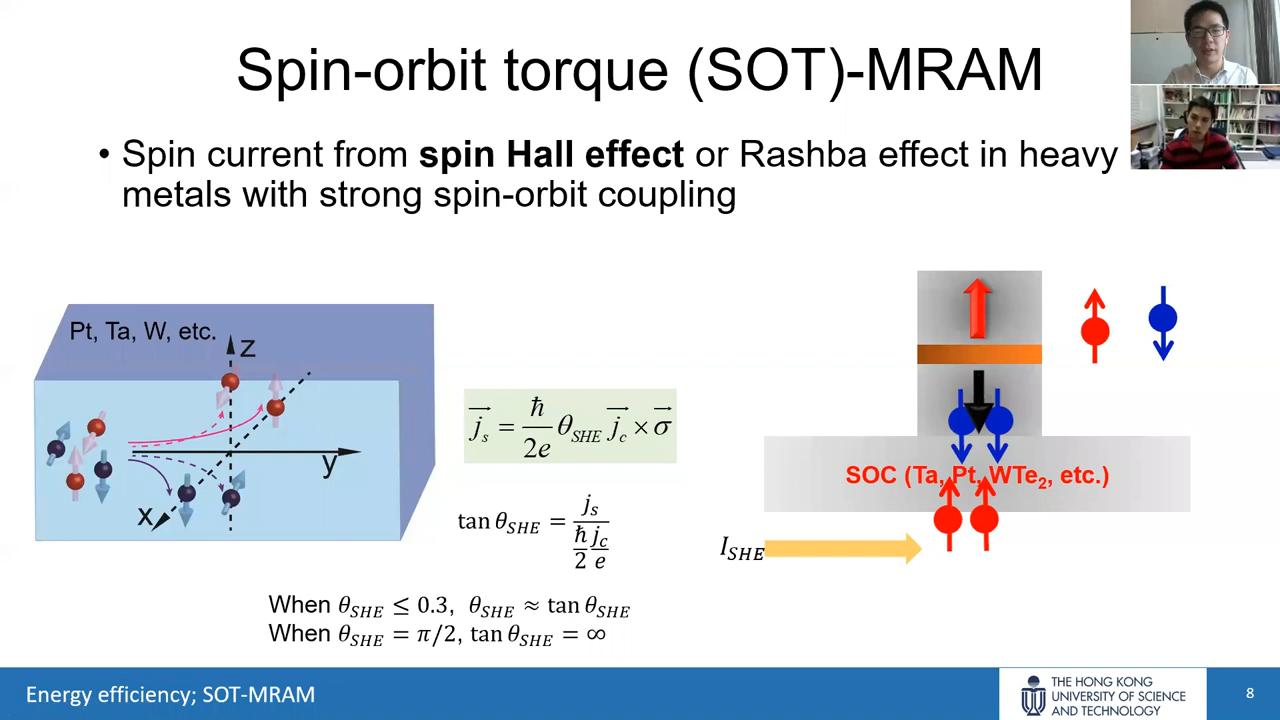 Spin-orbit torque (SOT)-MRAM
• Spin current from spin Hall effect or Rashba effect in heavy
metals with strong spin-orbit coupling
Pt, Ta, W, etc.
z
y
x
$\vec{j_s} = \frac{\hbar}{2e} \theta_{SHE} \vec{j_c} \times \vec{\sigma}$
$\tan \theta_{SHE} = \frac{j_s}{\frac{\hbar}{2} \frac{j_c}{e}}$
When $\theta_{SHE} \leq 0.3$, $\theta_{SHE} \approx \tan \theta_{SHE}$
When $\theta_{SHE} = \pi/2$, $\tan \theta_{SHE} = \infty$
SOC (Ta, Pt, WTe₂, etc.)
$I_{SHE}$
Energy efficiency; SOT-MRAM
THE HONG KONG
UNIVERSITY OF SCIENCE
AND TECHNOLOGY
8